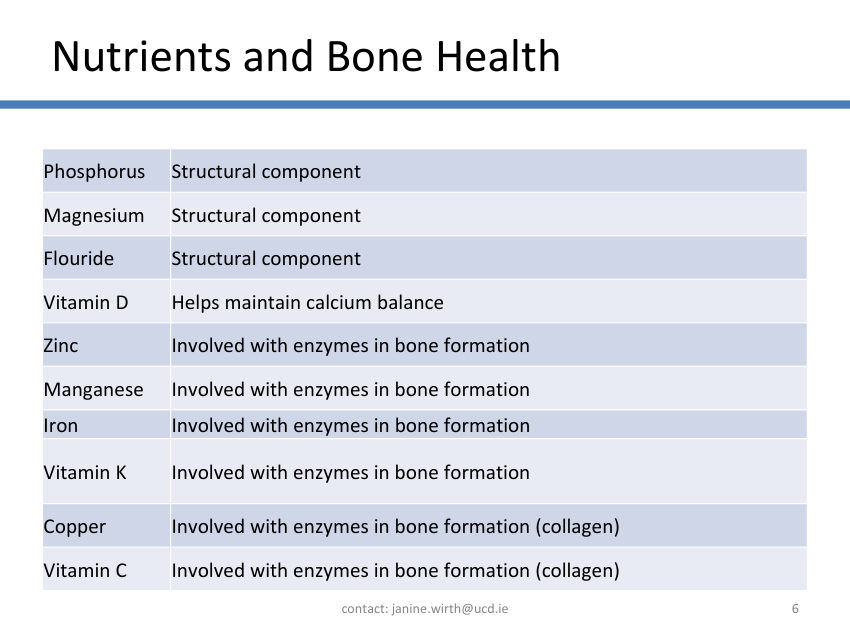 Nutrients and Bone Health
Phosphorus Structural component
Magnesium Structural component
Flouride Structural component
Vitamin D Helps maintain calcium balance
Zinc Involved with enzymes in bone formation
Manganese Involved with enzymes in bone formation
Iron Involved with enzymes in bone formation
Vitamin K Involved with enzymes in bone formation
Copper Involved with enzymes in bone formation (collagen)
Vitamin C Involved with enzymes in bone formation (collagen)
contact: janine.wirth@ucd.ie 6